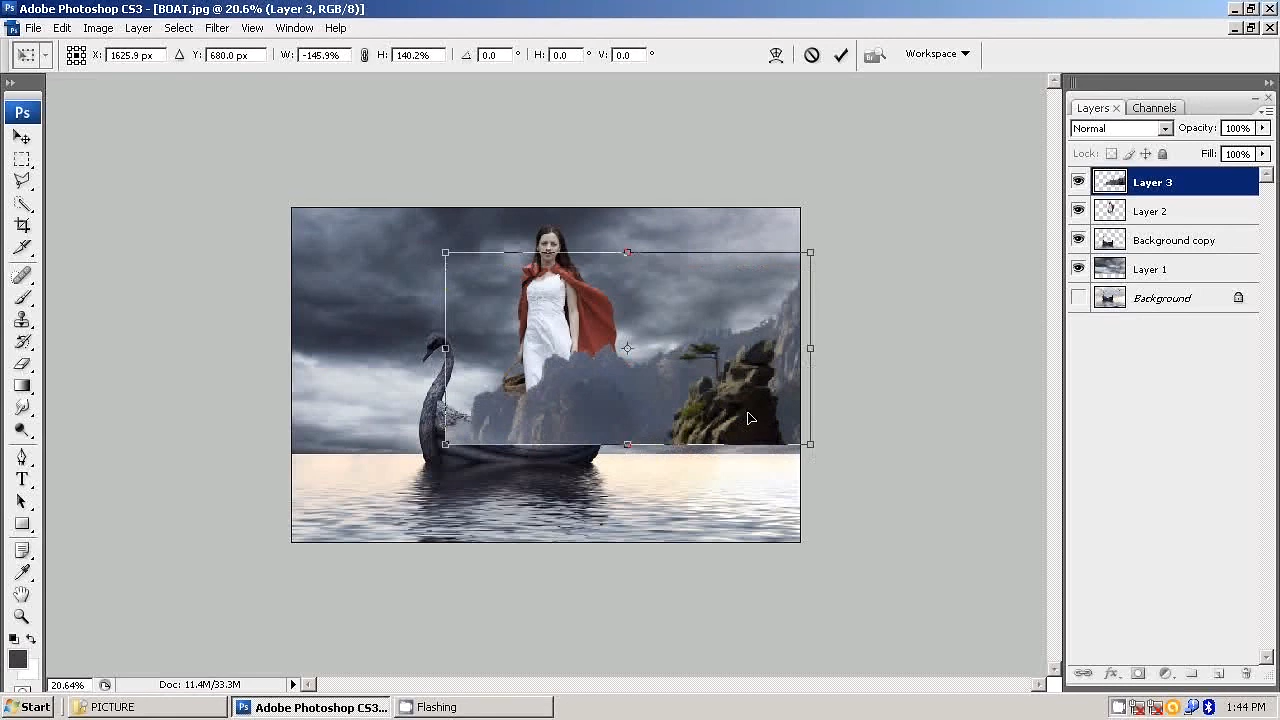 Adobe Photoshop CS3 - [BOAT.jpg @ 20.6% (Layer 3, RGB/8)]
File Edit Image Layer Select Filter View Window Help
X: 1625.9 px Y: 680.0 px W: -145.9% H: 140.2% 0.0 ° H: 0.0 ° V: 0.0 ° Workspace
Ps
Layers Channels
Normal Opacity: 100%
Lock: Fill: 100%
Layer 3
Layer 2
Background copy
Layer 1
Background
20.64% Doc: 11.4M/33.3M
Start PICTURE Adobe Photoshop CS3... Flashing 1:44 PM